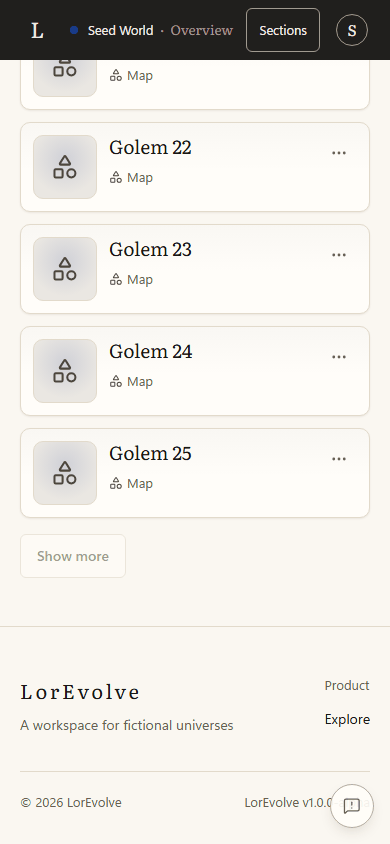 L Seed World · Overview Sections S
Map
Golem 22
Map
Golem 23
Map
Golem 24
Map
Golem 25
Map
Show more
LorEvolve
Product
A workspace for fictional universes
Explore
© 2026 LorEvolve
LorEvolve v1.0.0